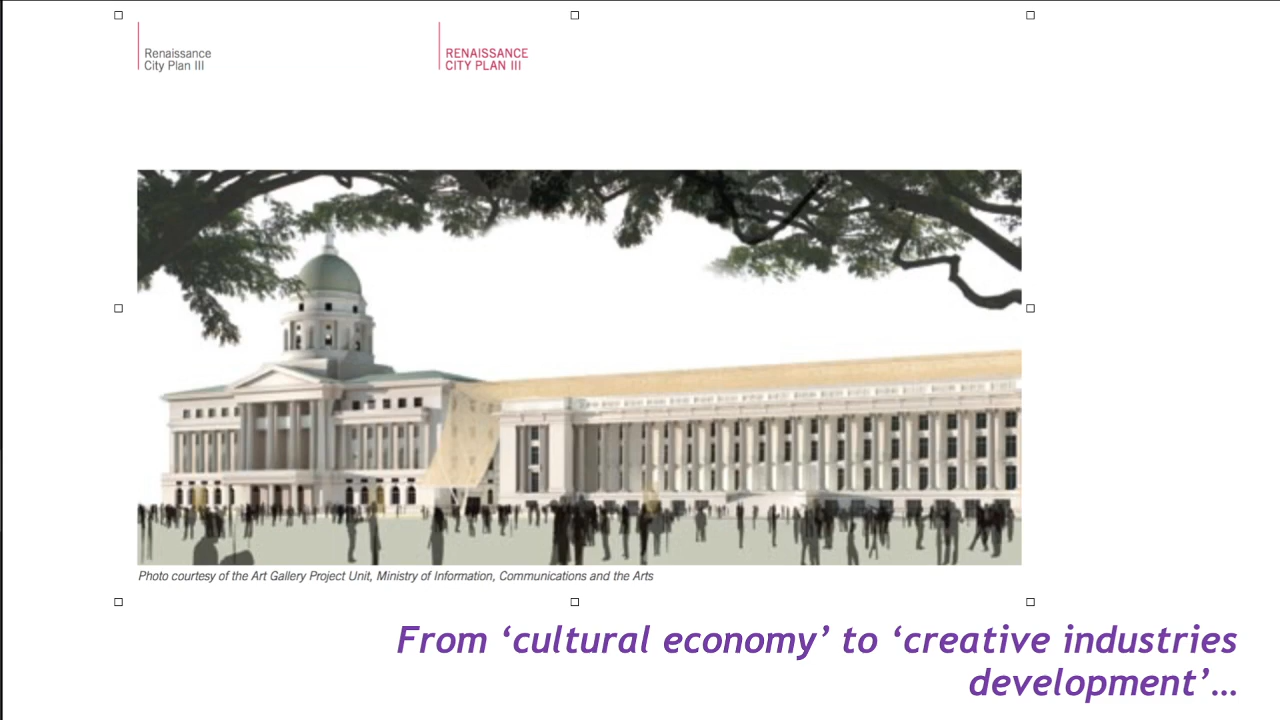 Renaissance
City Plan III
RENAISSANCE
CITY PLAN III
Photo courtesy of the Art Gallery Project Unit, Ministry of Information, Communications and the Arts
From ‘cultural economy’ to ‘creative industries
development’…